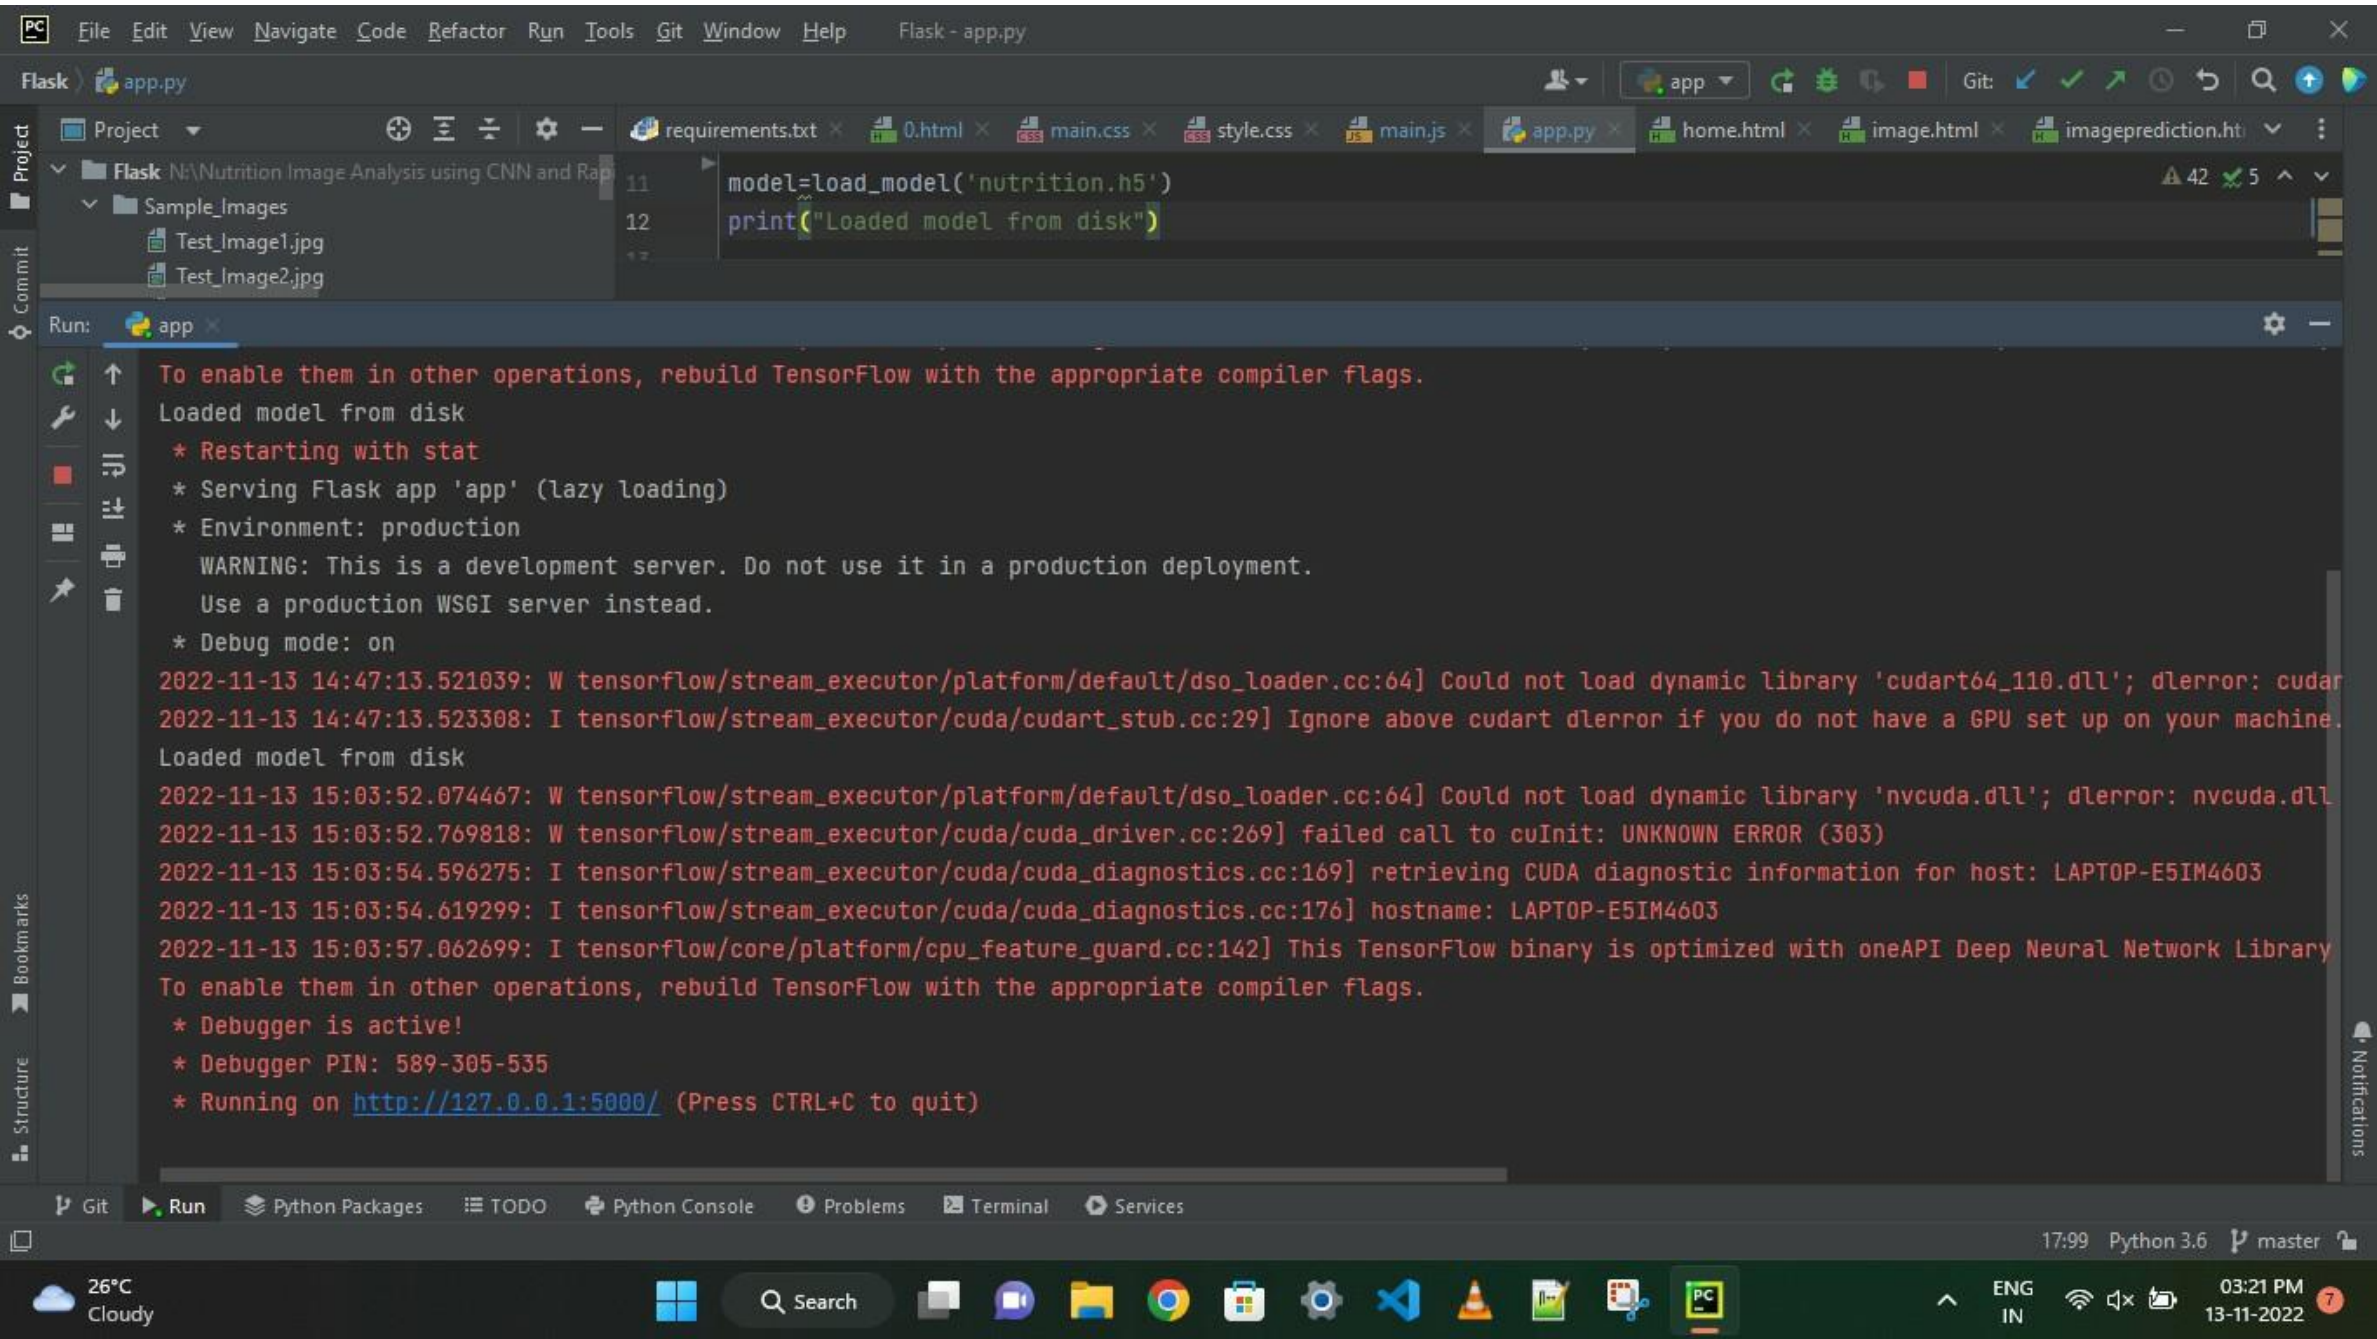 PC File Edit View Navigate Code Refactor Run Tools Git Window Help Flask - app.py
Flask app.py app Git:
Project requirements.txt 0.html main.css style.css main.js app.py home.html image.html imageprediction.ht
Flask N:\Nutrition Image Analysis using CNN and Rap
Sample_Images
Test_Image1.jpg
Test_Image2.jpg
11 model=load_model('nutrition.h5')
12 print("Loaded model from disk")
13
42 5
Project
Commit
Bookmarks
Structure
Notifications
Run: app
To enable them in other operations, rebuild TensorFlow with the appropriate compiler flags.
Loaded model from disk
* Restarting with stat
* Serving Flask app 'app' (lazy loading)
* Environment: production
WARNING: This is a development server. Do not use it in a production deployment.
Use a production WSGI server instead.
* Debug mode: on
2022-11-13 14:47:13.521039: W tensorflow/stream_executor/platform/default/dso_loader.cc:64] Could not load dynamic library 'cudart64_110.dll'; dlerror: cudar
2022-11-13 14:47:13.523308: I tensorflow/stream_executor/cuda/cudart_stub.cc:29] Ignore above cudart dlerror if you do not have a GPU set up on your machine.
Loaded model from disk
2022-11-13 15:03:52.074467: W tensorflow/stream_executor/platform/default/dso_loader.cc:64] Could not load dynamic library 'nvcuda.dll'; dlerror: nvcuda.dll
2022-11-13 15:03:52.769818: W tensorflow/stream_executor/cuda/cuda_driver.cc:269] failed call to cuInit: UNKNOWN ERROR (303)
2022-11-13 15:03:54.596275: I tensorflow/stream_executor/cuda/cuda_diagnostics.cc:169] retrieving CUDA diagnostic information for host: LAPTOP-E5IM46O3
2022-11-13 15:03:54.619299: I tensorflow/stream_executor/cuda/cuda_diagnostics.cc:176] hostname: LAPTOP-E5IM46O3
2022-11-13 15:03:57.062699: I tensorflow/core/platform/cpu_feature_guard.cc:142] This TensorFlow binary is optimized with oneAPI Deep Neural Network Library
To enable them in other operations, rebuild TensorFlow with the appropriate compiler flags.
* Debugger is active!
* Debugger PIN: 589-305-535
* Running on http://127.0.0.1:5000/ (Press CTRL+C to quit)
Git Run Python Packages TODO Python Console Problems Terminal Services
17:99 Python 3.6 master
26°C
Cloudy
Search
PC
ENG
IN
03:21 PM
13-11-2022
7